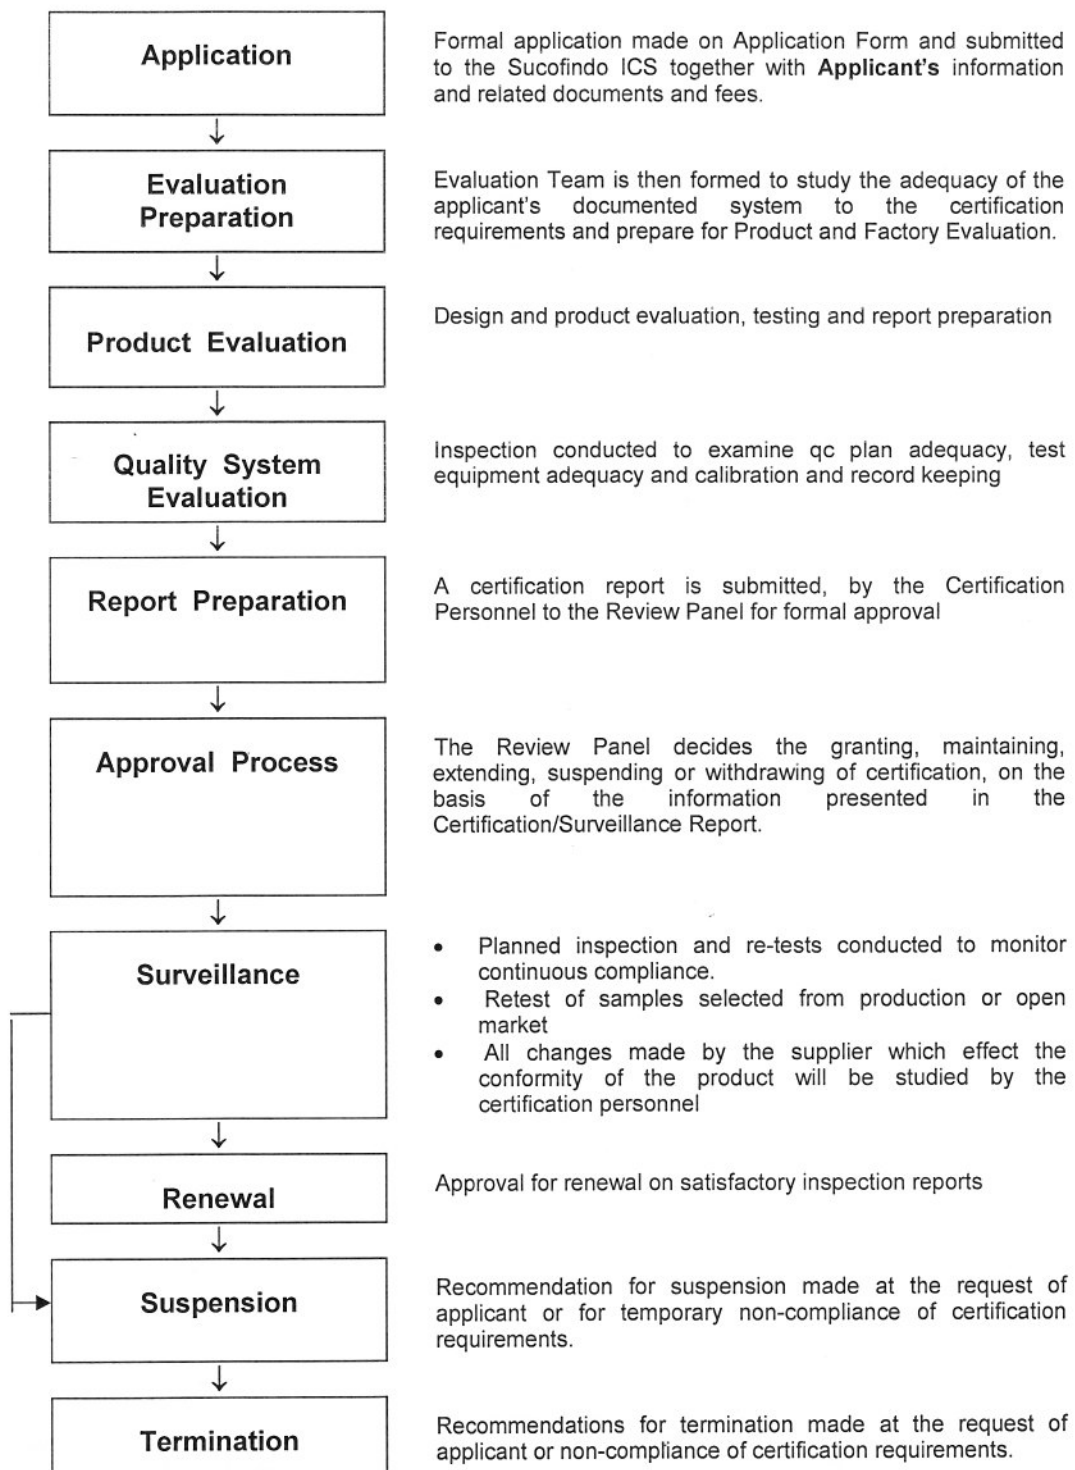 Application
Formal application made on Application Form and submitted
to the Sucofindo ICS together with Applicant's information
and related documents and fees.
Evaluation
Preparation
Evaluation Team is then formed to study the adequacy of the
applicant's documented system to the certification
requirements and prepare for Product and Factory Evaluation.
Product Evaluation
Design and product evaluation, testing and report preparation
Quality System
Evaluation
Inspection conducted to examine qc plan adequacy, test
equipment adequacy and calibration and record keeping
Report Preparation
A certification report is submitted, by the Certification
Personnel to the Review Panel for formal approval
Approval Process
The Review Panel decides the granting, maintaining,
extending, suspending or withdrawing of certification, on the
basis of the information presented in the
Certification/Surveillance Report.
Surveillance
• Planned inspection and re-tests conducted to monitor
continuous compliance.
• Retest of samples selected from production or open
market
• All changes made by the supplier which effect the
conformity of the product will be studied by the
certification personnel
Renewal
Approval for renewal on satisfactory inspection reports
Suspension
Recommendation for suspension made at the request of
applicant or for temporary non-compliance of certification
requirements.
Termination
Recommendations for termination made at the request of
applicant or non-compliance of certification requirements.